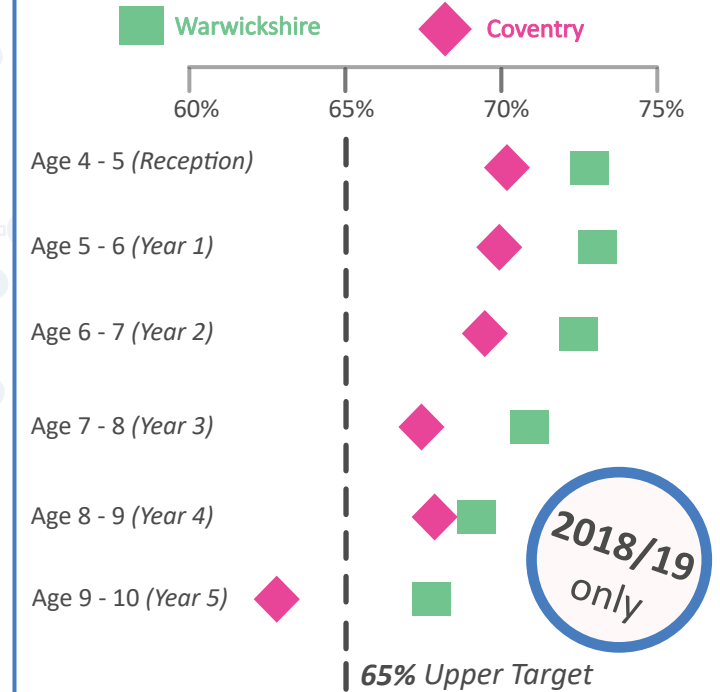 Warwickshire Coventry
60% 65% 70% 75%
Age 4 - 5 (Reception)
Age 5 - 6 (Year 1)
Age 6 - 7 (Year 2)
Age 7 - 8 (Year 3)
Age 8 - 9 (Year 4)
Age 9 - 10 (Year 5)
2018/19
only
65% Upper Target